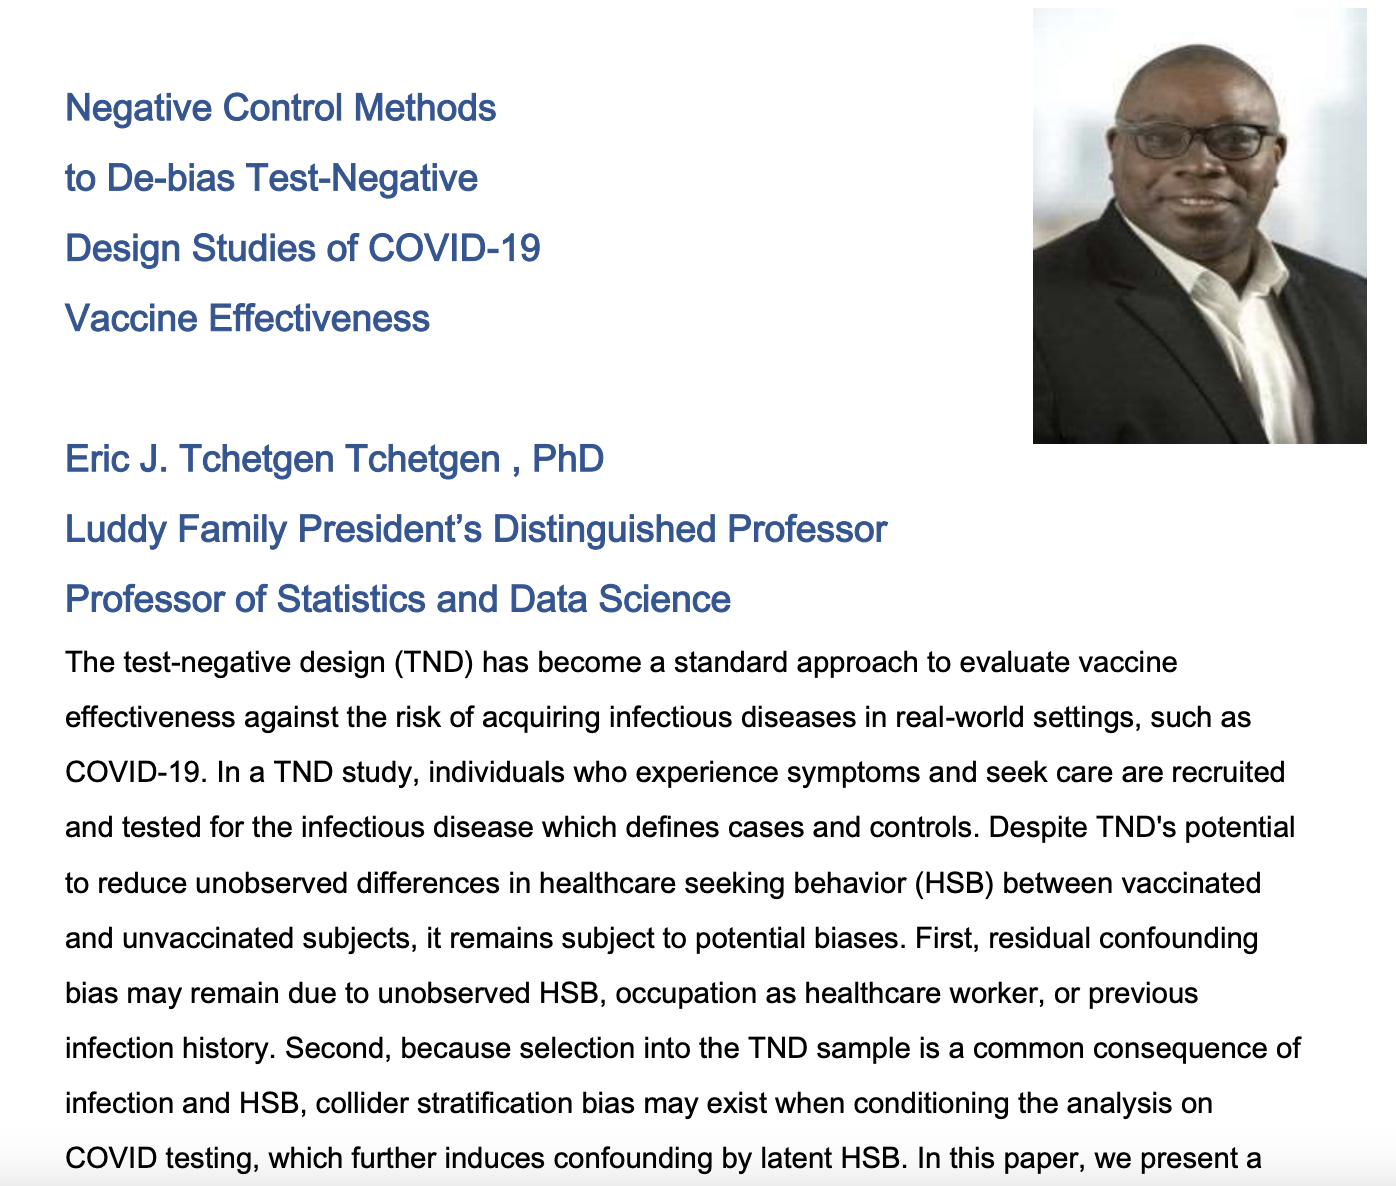 Negative Control Methods
to De-bias Test-Negative
Design Studies of COVID-19
Vaccine Effectiveness
Eric J. Tchetgen Tchetgen , PhD
Luddy Family President’s Distinguished Professor
Professor of Statistics and Data Science
The test-negative design (TND) has become a standard approach to evaluate vaccine
effectiveness against the risk of acquiring infectious diseases in real-world settings, such as
COVID-19. In a TND study, individuals who experience symptoms and seek care are recruited
and tested for the infectious disease which defines cases and controls. Despite TND's potential
to reduce unobserved differences in healthcare seeking behavior (HSB) between vaccinated
and unvaccinated subjects, it remains subject to potential biases. First, residual confounding
bias may remain due to unobserved HSB, occupation as healthcare worker, or previous
infection history. Second, because selection into the TND sample is a common consequence of
infection and HSB, collider stratification bias may exist when conditioning the analysis on
COVID testing, which further induces confounding by latent HSB. In this paper, we present a